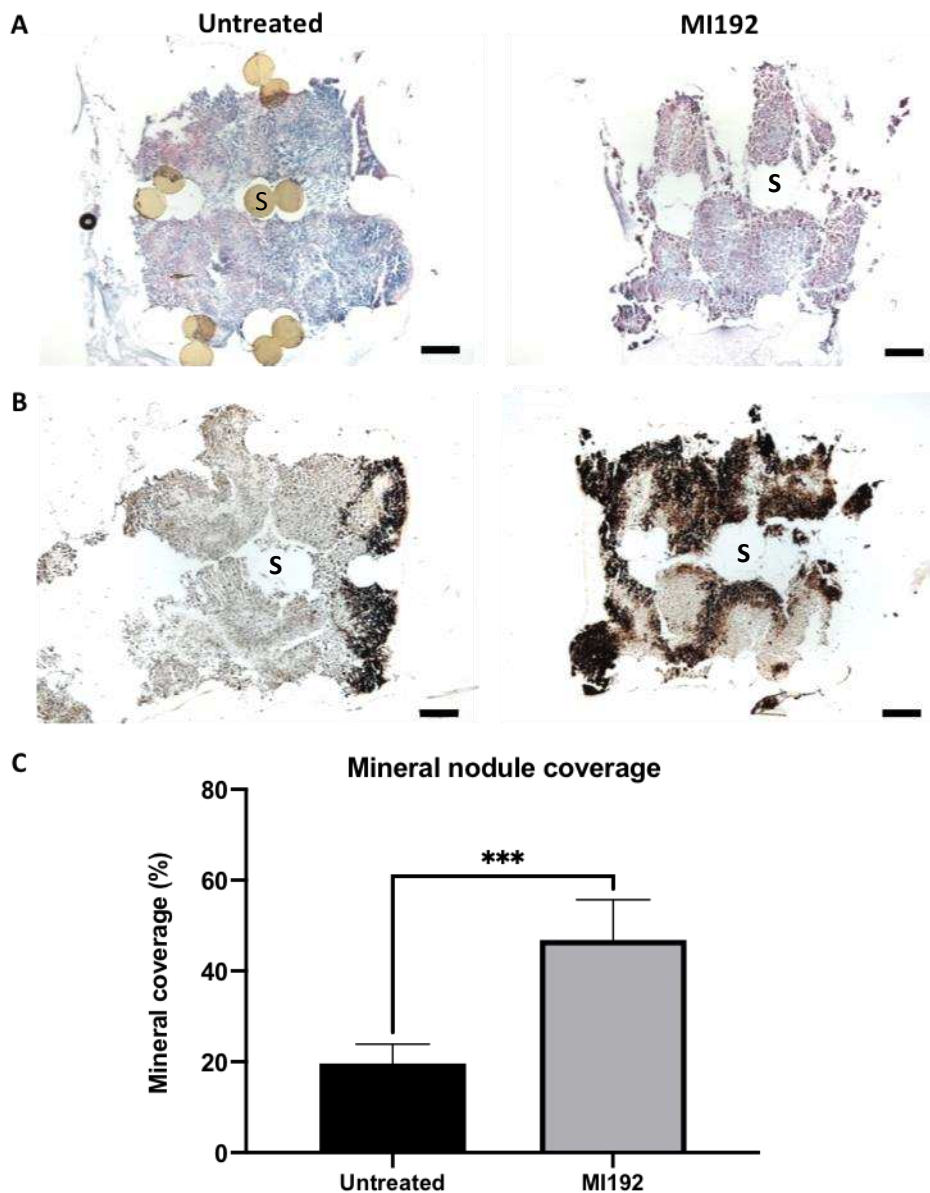 A
Untreated
MI192
S
S
B
S
S
C
Mineral nodule coverage
80
60
40
20
0
Mineral coverage (%)
***
Untreated
MI192